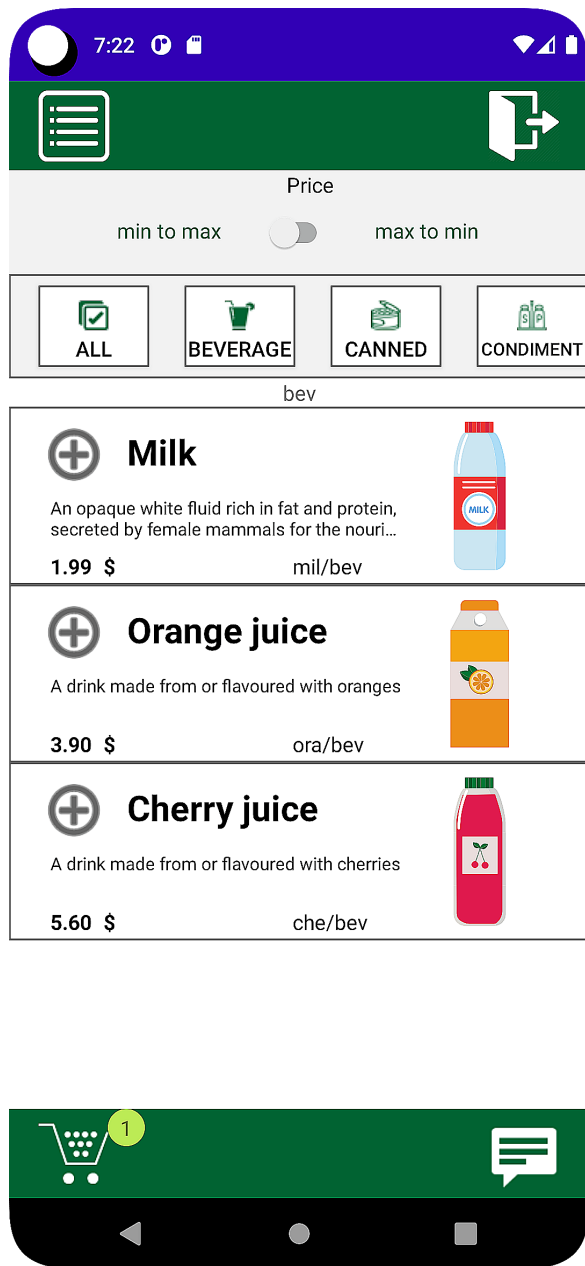 7:22
Price
min to max
max to min
ALL
BEVERAGE
CANNED
S P
CONDIMENT
bev
Milk
An opaque white fluid rich in fat and protein,
secreted by female mammals for the nouri...
1.99 $
mil/bev
MILK
Orange juice
A drink made from or flavoured with oranges
3.90 $
ora/bev
Cherry juice
A drink made from or flavoured with cherries
5.60 $
che/bev
1